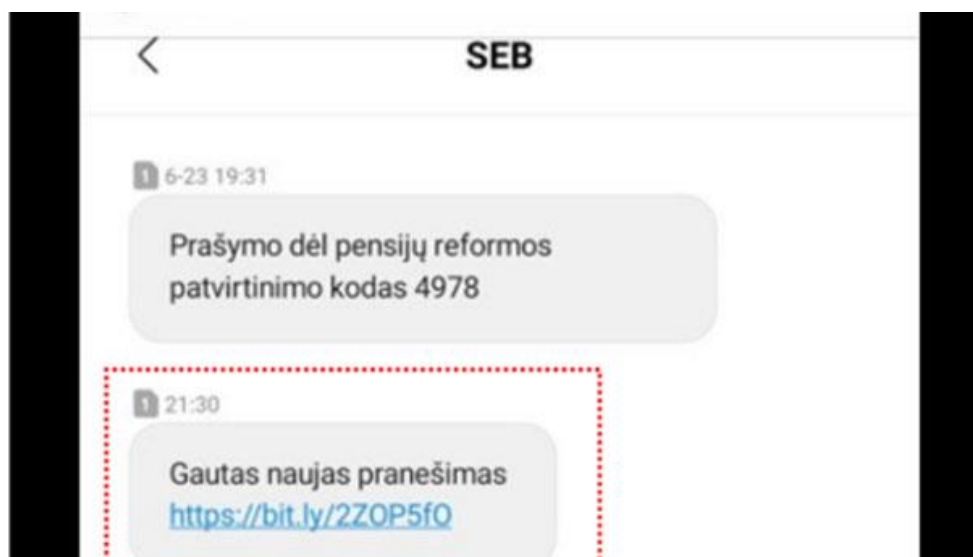 SEB
6-23 19:31
Prašymo dėl pensijų reformos
patvirtinimo kodas 4978
21:30
Gautas naujas pranešimas
https://bit.ly/2ZOP5fO